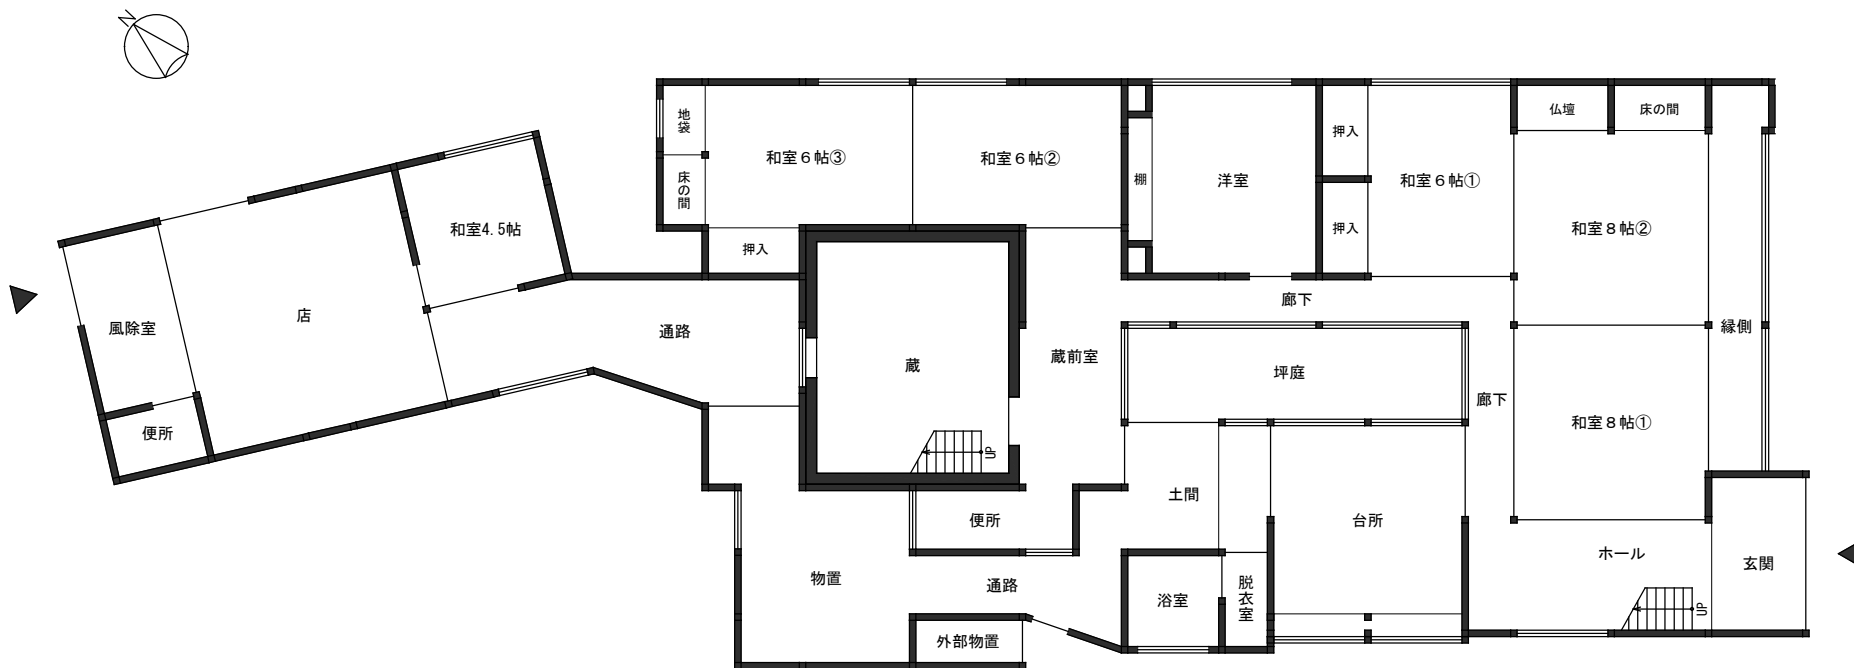 N
地袋
床の間
和室６帖③
和室６帖②
押入
棚
洋室
押入
押入
和室６帖①
仏壇
床の間
和室８帖②
縁側
和室8帖①
和室4.5帖
店
風除室
便所
通路
蔵
UP
蔵前室
廊下
坪庭
廊下
土間
台所
便所
物置
通路
浴室
脱衣室
外部物置
ホール
UP
玄関